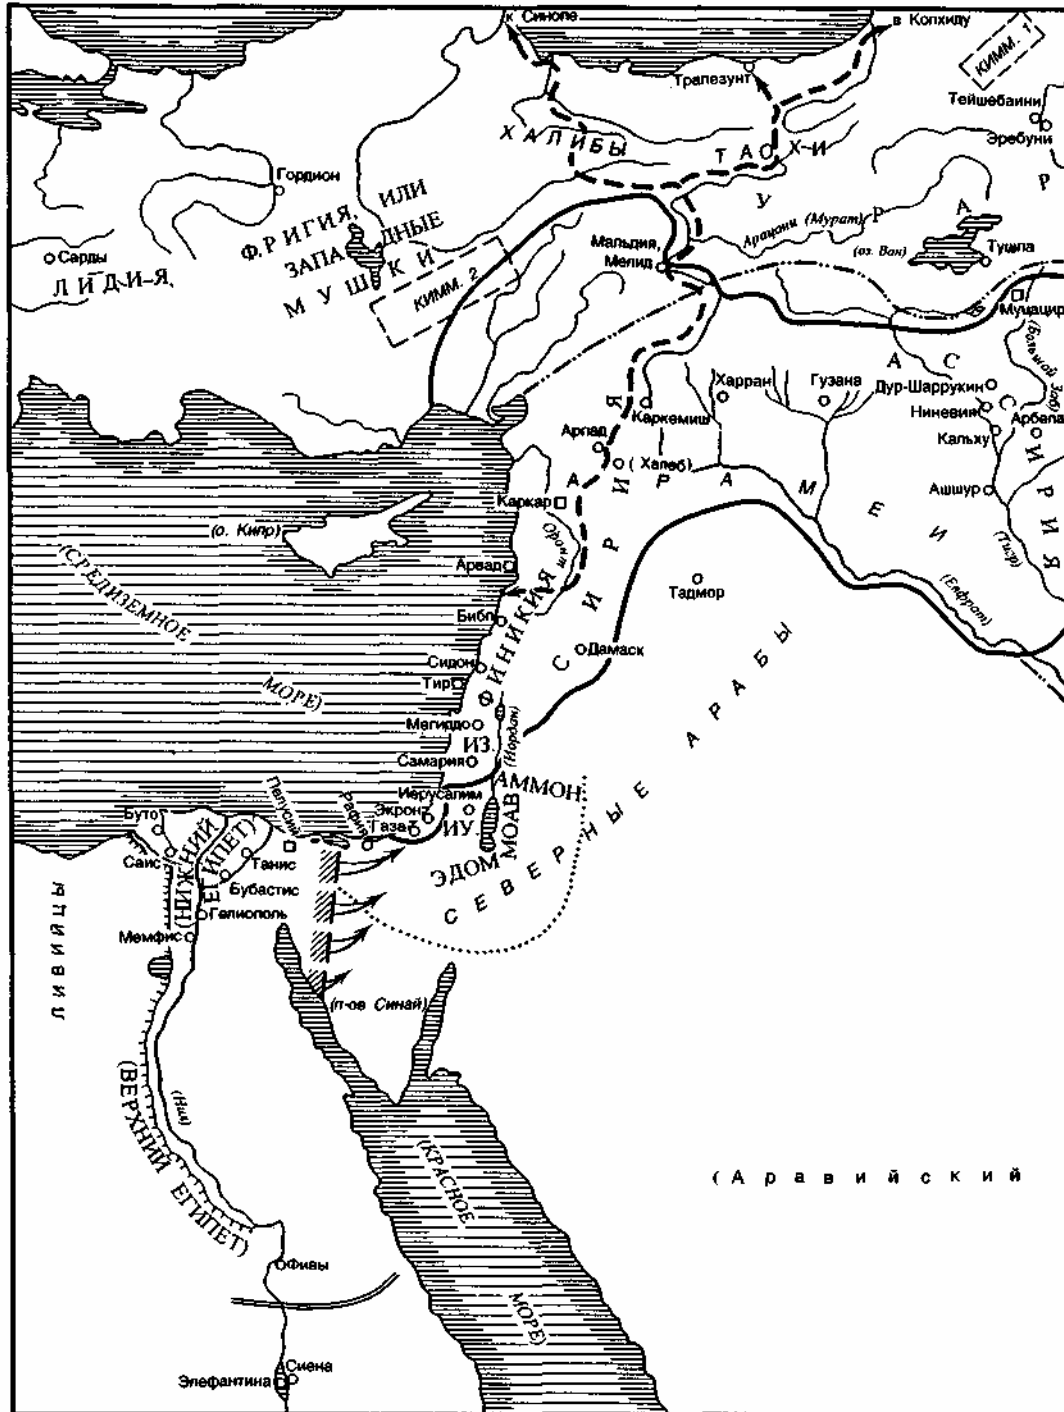 к Синопе
в Колхиду
КИММ. 1
Трапезунт
Тейшебаини
Эребуни
ХАЛИБЫ
ТАОХ-И
Гордион
ФРИГИЯ, ИЛИ
ЗАПАДНЫЕ
МУШКИ
У Р А Р
Арацани (Мурат)
(оз. Ван)
Тушпа
Сарды
ЛИДИ-Я,
КИММ. 2
Мальдия,
Мелид
Муцацир
(Большой Заб)
Харран
Гузана
Дур-Шаррукин
Ниневия
Кальху
Арбела
Каркемиш
Арпад
(Халеб)
АССИРИЯ
АРАМЕИ
Ашшур
(Тигр)
Каркар
(о. Кипр)
(Оронт)
Арвад
СИРИЯ
Тадмор
(Евфрат)
(СРЕДИЗЕМНОЕ
МОРЕ)
Библ
ФИНИКИЯ
Сидон
Дамаск
Тир
Мегиддо
ИЗ.
(Иордан)
Самария
АММОН
Иерусалим
Экрон
Газа
ИУ.
МОАВ
ЭДОМ
СЕВЕРНЫЕ АРАБЫ
Рафия
Пелусий
Буто
Саис
(НИЖНИЙ
ЕГИПЕТ)
Танис
Бубастис
Гелиополь
Мемфис
ЛИВИЙЦЫ
(п-ов Синай)
(Нил)
(ВЕРХНИЙ ЕГИПЕТ)
(КРАСНОЕ
МОРЕ)
(Аравийский
Фивы
Сиена
Элефантина